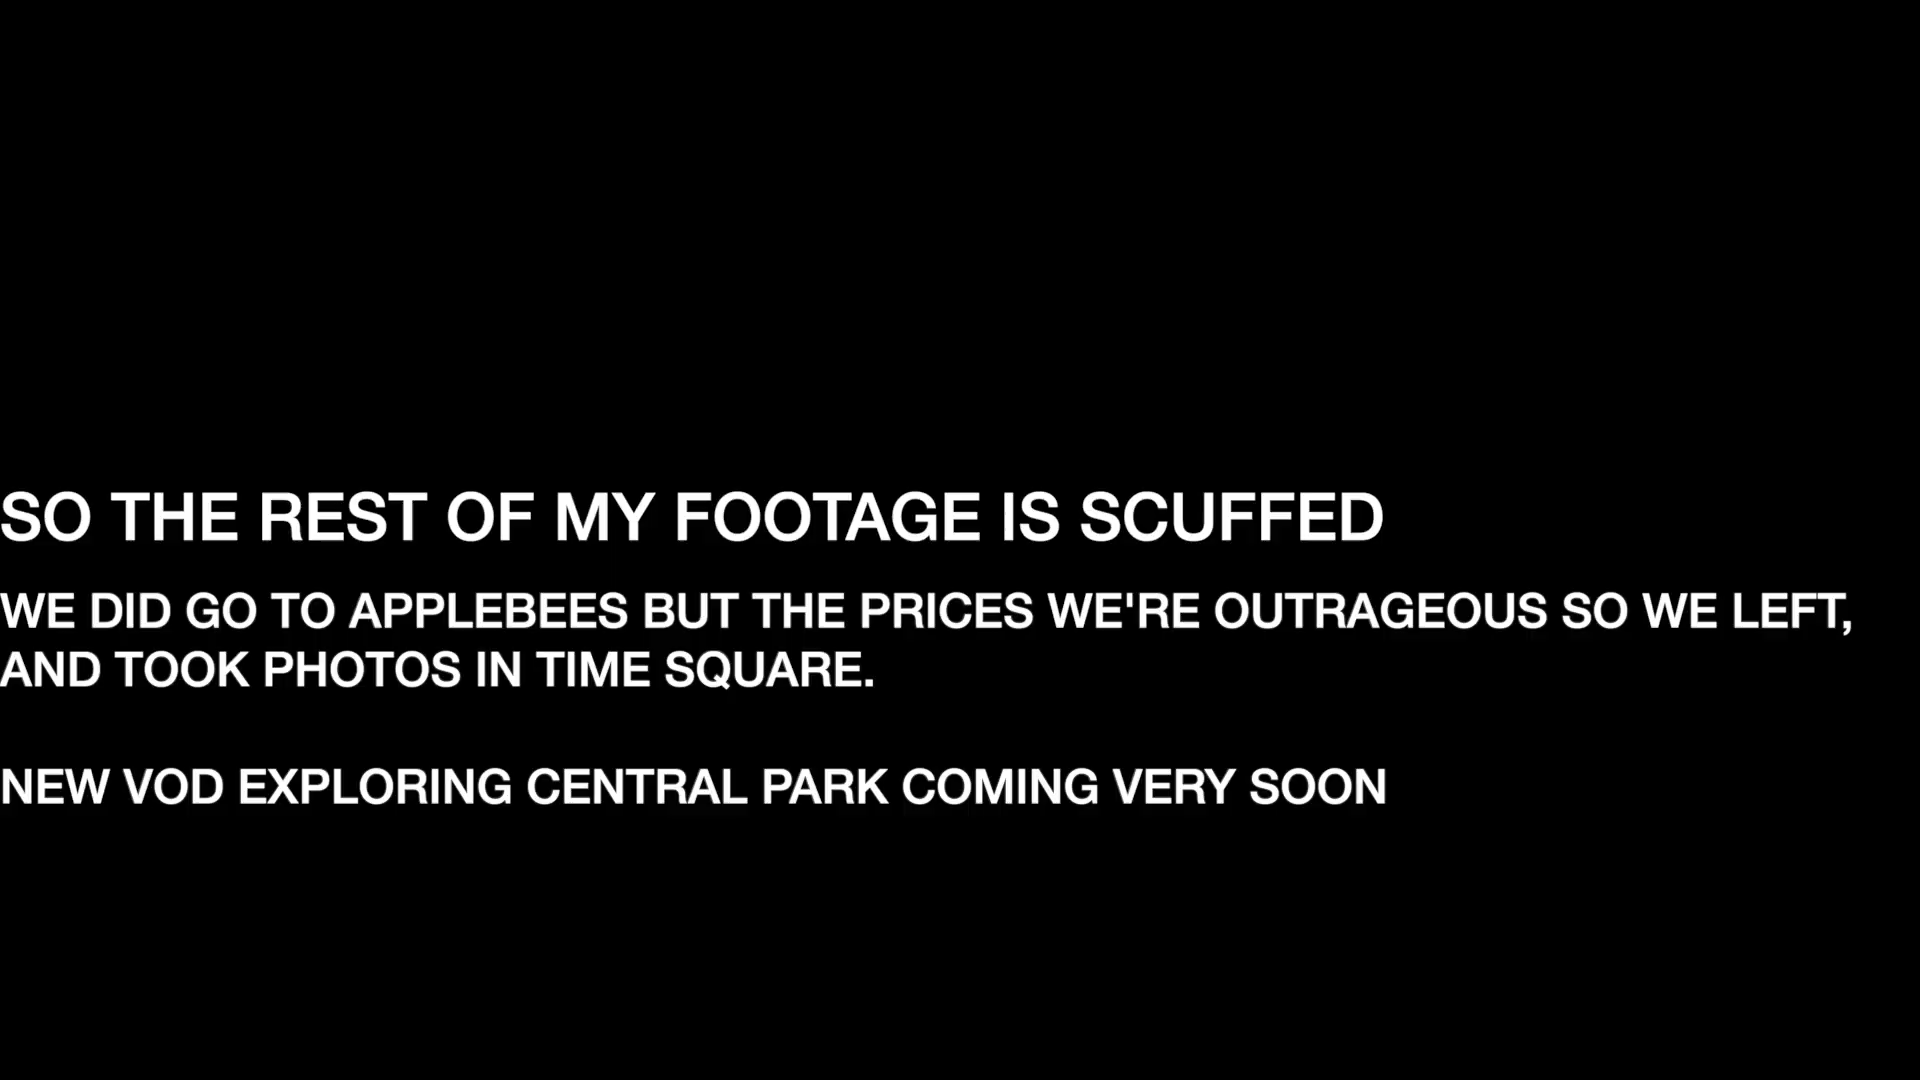 SO THE REST OF MY FOOTAGE IS SCUFFED
WE DID GO TO APPLEBEES BUT THE PRICES WE'RE OUTRAGEOUS SO WE LEFT,
AND TOOK PHOTOS IN TIME SQUARE.
NEW VOD EXPLORING CENTRAL PARK COMING VERY SOON